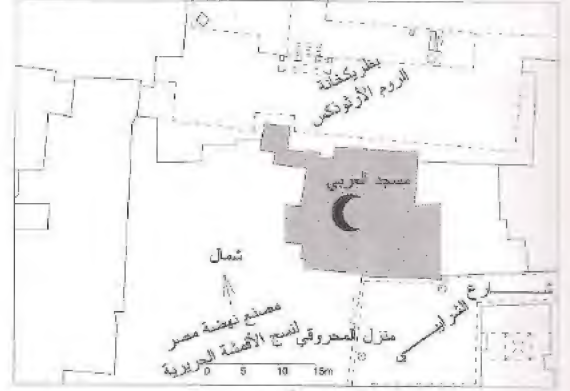 بطريكخانة
الروم الأرثوذكس
مسجد العربي
شمال
مصنع نهضة مصر
لنسج الأقمشة الحريرية
منزل المحروقي
شارع الشرايبي
0 5 10 15m